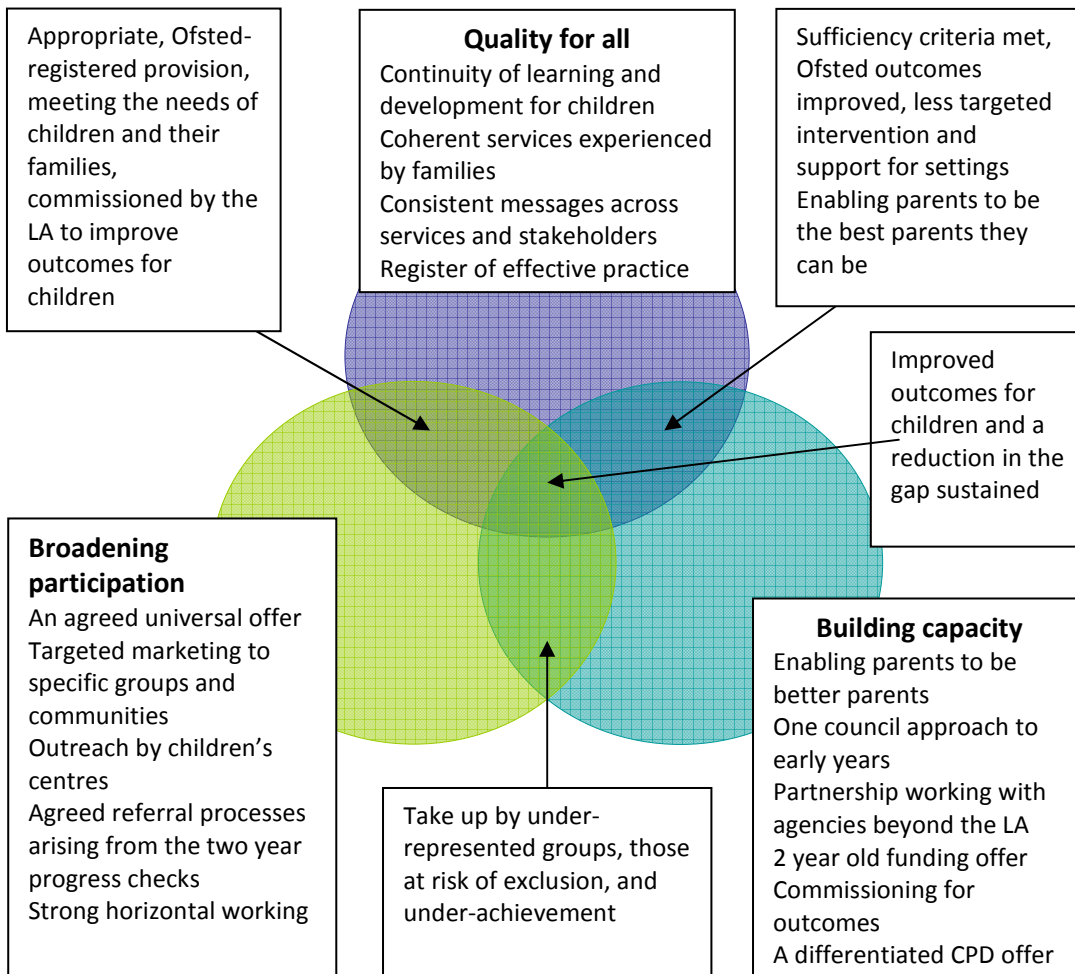 Appropriate, Ofsted-
registered provision,
meeting the needs of
children and their
families,
commissioned by the
LA to improve
outcomes for
children
Quality for all
Continuity of learning and
development for children
Coherent services experienced
by families
Consistent messages across
services and stakeholders
Register of effective practice
Sufficiency criteria met,
Ofsted outcomes
improved, less targeted
intervention and
support for settings
Enabling parents to be
the best parents they
can be
Improved
outcomes for
children and a
reduction in the
gap sustained
Broadening
participation
An agreed universal offer
Targeted marketing to
specific groups and
communities
Outreach by children’s
centres
Agreed referral processes
arising from the two year
progress checks
Strong horizontal working
Take up by under-
represented groups, those
at risk of exclusion, and
under-achievement
Building capacity
Enabling parents to be
better parents
One council approach to
early years
Partnership working with
agencies beyond the LA
2 year old funding offer
Commissioning for
outcomes
A differentiated CPD offer